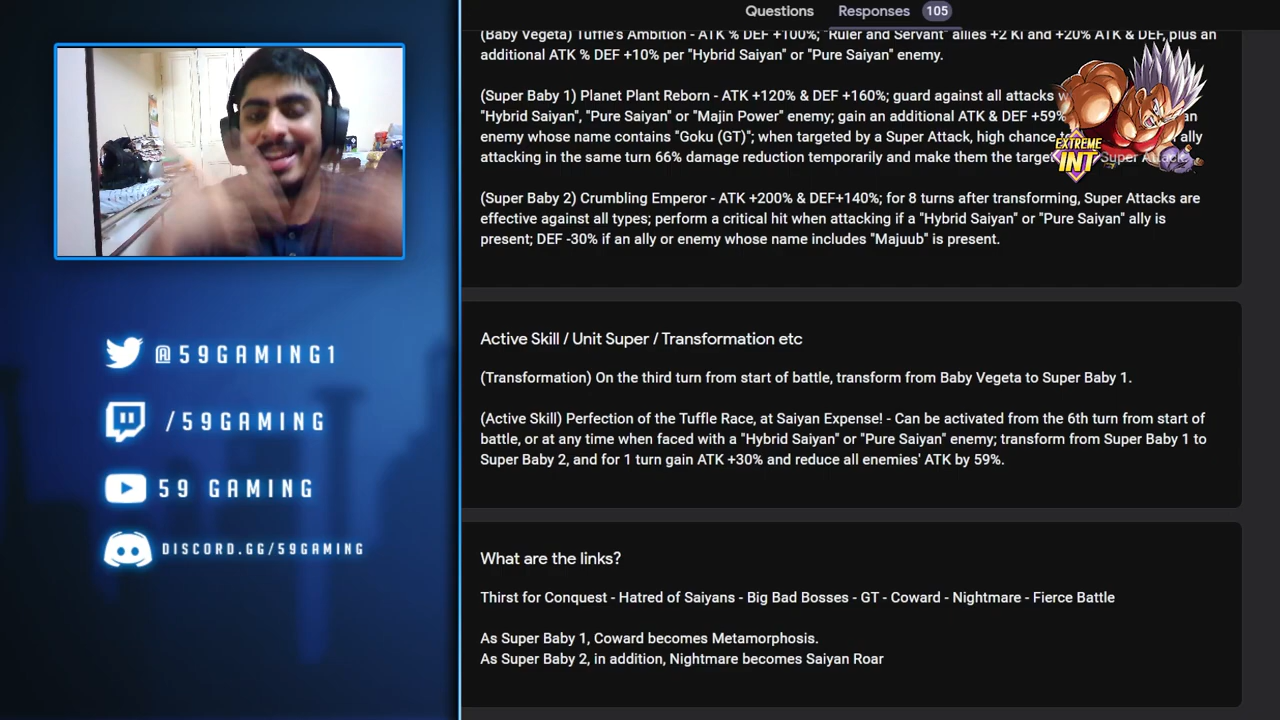 Questions Responses 105
(Baby Vegeta) Tuffle's Ambition - ATK % DEF +100%; "Ruler and Servant" allies +2 Ki and +20% ATK & DEF, plus an
additional ATK % DEF +10% per "Hybrid Saiyan" or "Pure Saiyan" enemy.
(Super Baby 1) Planet Plant Reborn - ATK +120% & DEF +160%; guard against all attacks
"Hybrid Saiyan", "Pure Saiyan" or "Majin Power" enemy; gain an additional ATK & DEF +59% an
enemy whose name contains "Goku (GT)"; when targeted by a Super Attack, high chance ally
attacking in the same turn 66% damage reduction temporarily and make them the target Super Attack.
EXTREME
INT
(Super Baby 2) Crumbling Emperor - ATK +200% & DEF+140%; for 8 turns after transforming, Super Attacks are
effective against all types; perform a critical hit when attacking if a "Hybrid Saiyan" or "Pure Saiyan" ally is
present; DEF -30% if an ally or enemy whose name includes "Majuub" is present.
Active Skill / Unit Super / Transformation etc
(Transformation) On the third turn from start of battle, transform from Baby Vegeta to Super Baby 1.
(Active Skill) Perfection of the Tuffle Race, at Saiyan Expense! - Can be activated from the 6th turn from start of
battle, or at any time when faced with a "Hybrid Saiyan" or "Pure Saiyan" enemy; transform from Super Baby 1 to
Super Baby 2, and for 1 turn gain ATK +30% and reduce all enemies' ATK by 59%.
What are the links?
Thirst for Conquest - Hatred of Saiyans - Big Bad Bosses - GT - Coward - Nightmare - Fierce Battle
As Super Baby 1, Coward becomes Metamorphosis.
As Super Baby 2, in addition, Nightmare becomes Saiyan Roar
@59GAMING1
/59GAMING
59 GAMING
DISCORD.GG/59GAMING